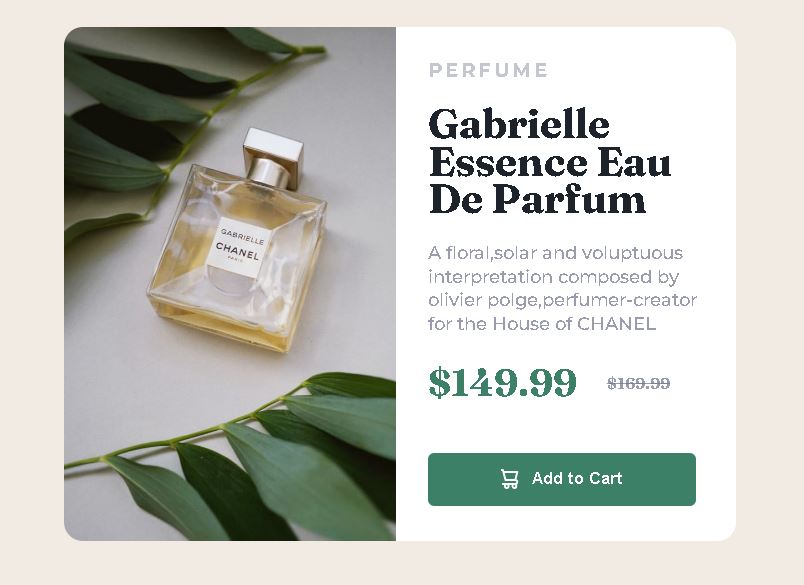 GABRIELLE
CHANEL
PARIS
PERFUME
Gabrielle
Essence Eau
De Parfum
A floral,solar and voluptuous
interpretation composed by
olivier polge,perfumer-creator
for the House of CHANEL
$149.99 $169.99
Add to Cart